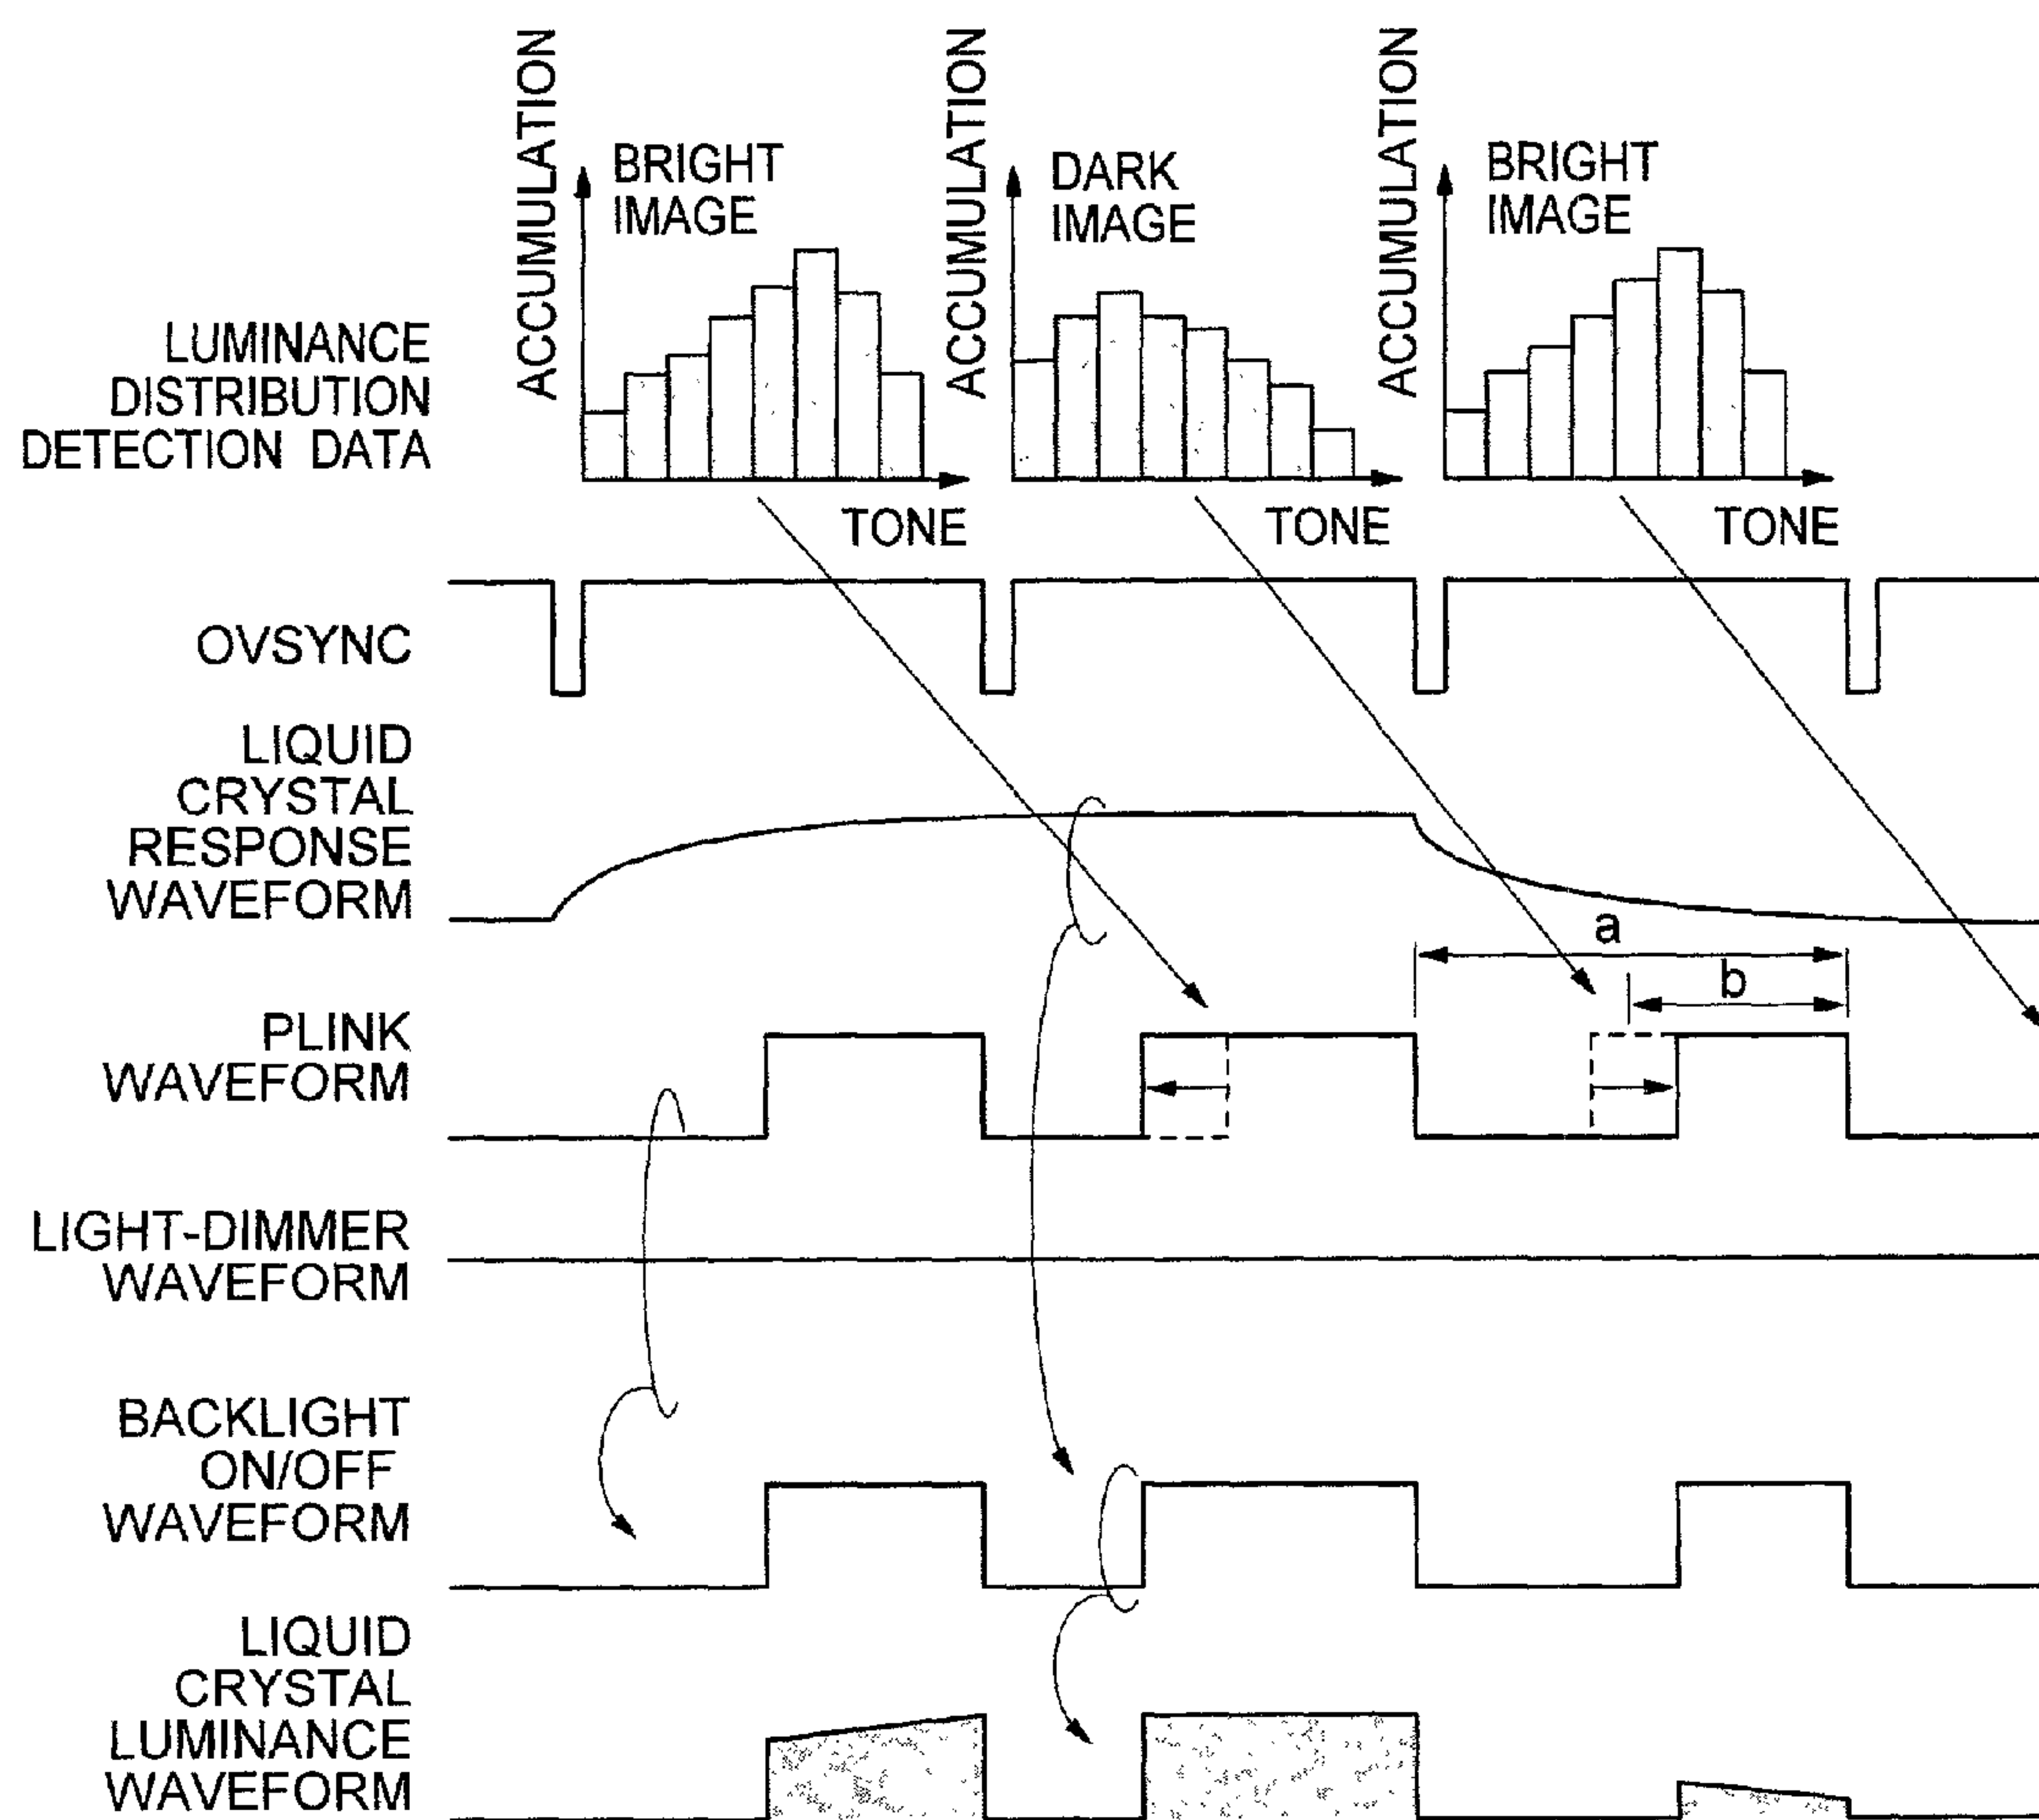 ACCUMULATION
BRIGHT
IMAGE
TONE
ACCUMULATION
DARK
IMAGE
TONE
ACCUMULATION
BRIGHT
IMAGE
TONE
LUMINANCE
DISTRIBUTION
DETECTION DATA
OVSYNC
LIQUID
CRYSTAL
RESPONSE
WAVEFORM
a
b
PLINK
WAVEFORM
LIGHT-DIMMER
WAVEFORM
BACKLIGHT
ON/OFF
WAVEFORM
LIQUID
CRYSTAL
LUMINANCE
WAVEFORM